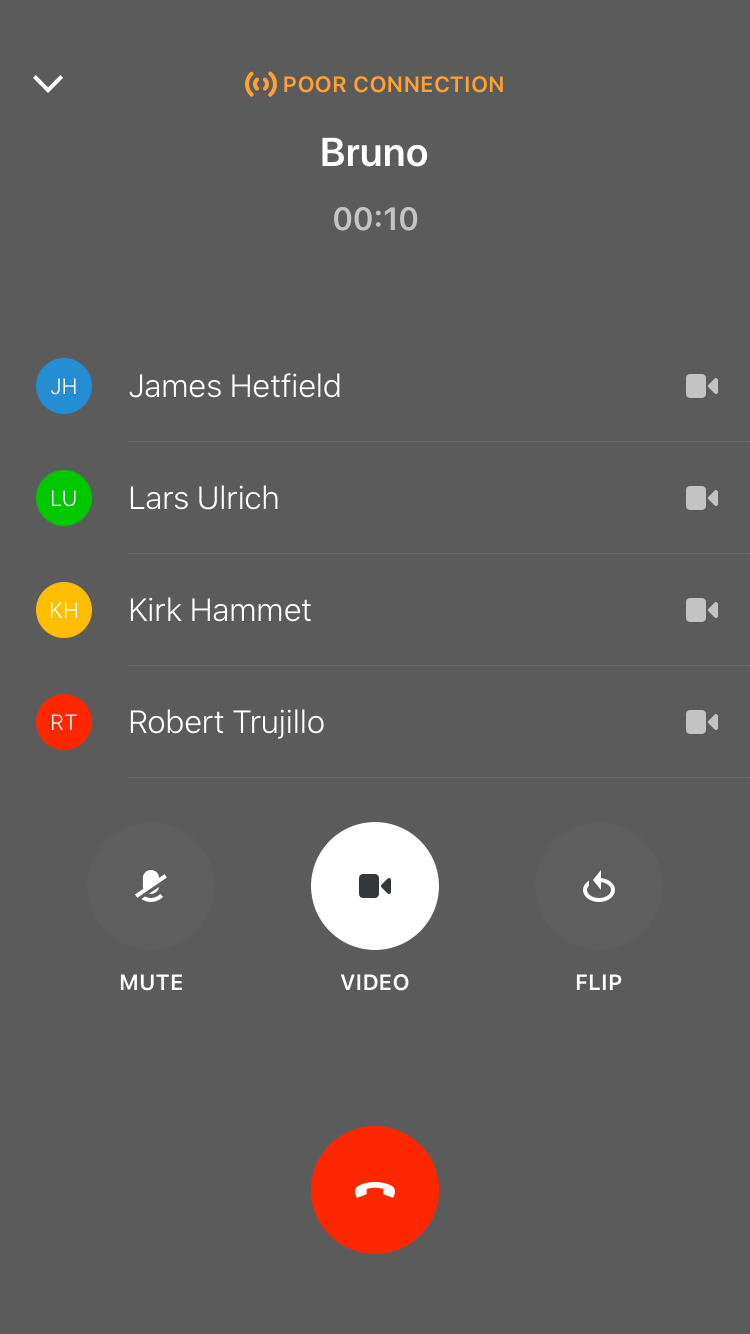 POOR CONNECTION
Bruno
00:10
JH James Hetfield
LU Lars Ulrich
KH Kirk Hammet
RT Robert Trujillo
MUTE VIDEO FLIP